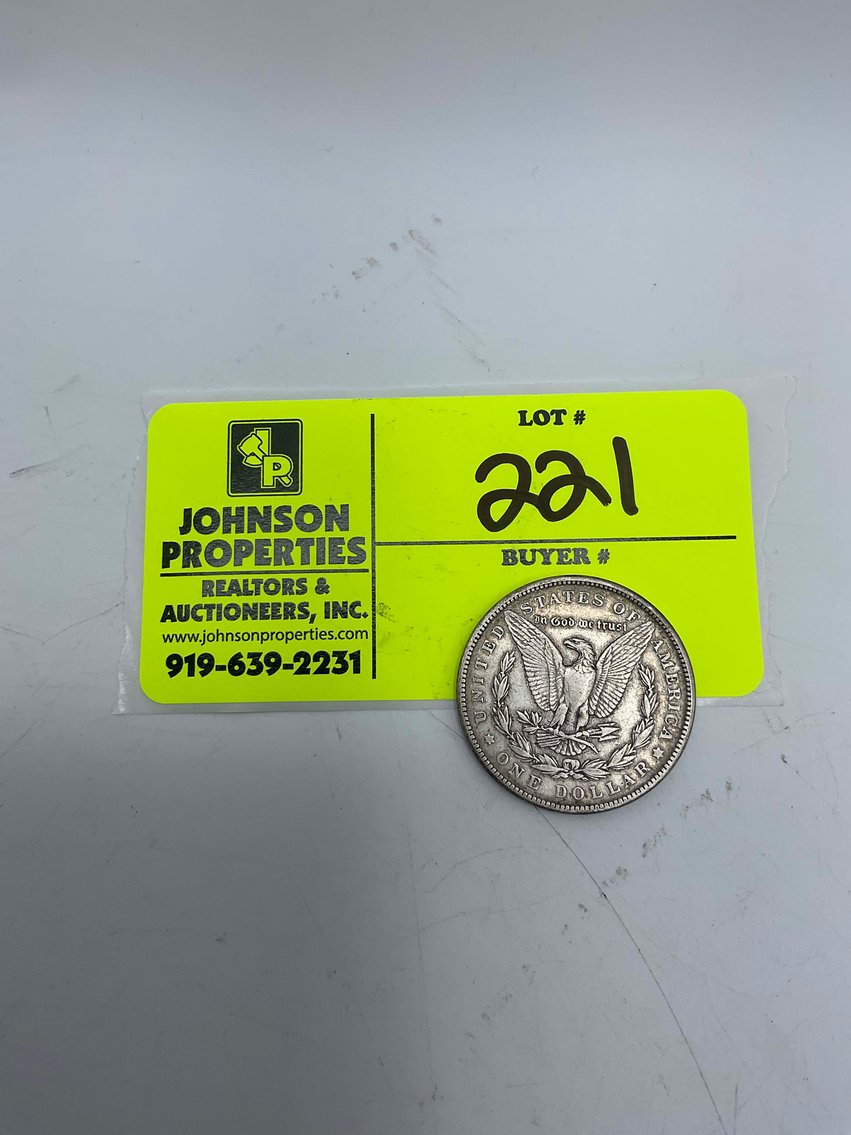 JR
JOHNSON
PROPERTIES
REALTORS &
AUCTIONEERS, INC.
www.johnsonproperties.com
919-639-2231
LOT #
221
BUYER #
UNITED STATES OF AMERICA
In God we trust
ONE DOLLAR